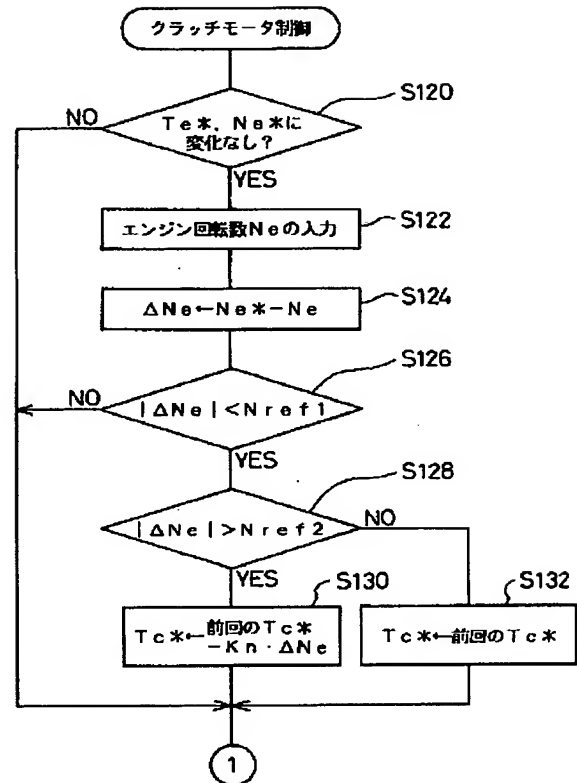 クラッチモータ制御
S120
NO
Te*, Ne*に
変化なし?
YES
エンジン回転数Neの入力
S122
ΔNe←Ne*-Ne
S124
S126
NO
|ΔNe|<Nref1
YES
S128
|ΔNe|>Nref2
NO
YES
S130
S132
Tc*←前回のTc*
-Kn·ΔNe
Tc*←前回のTc*
1